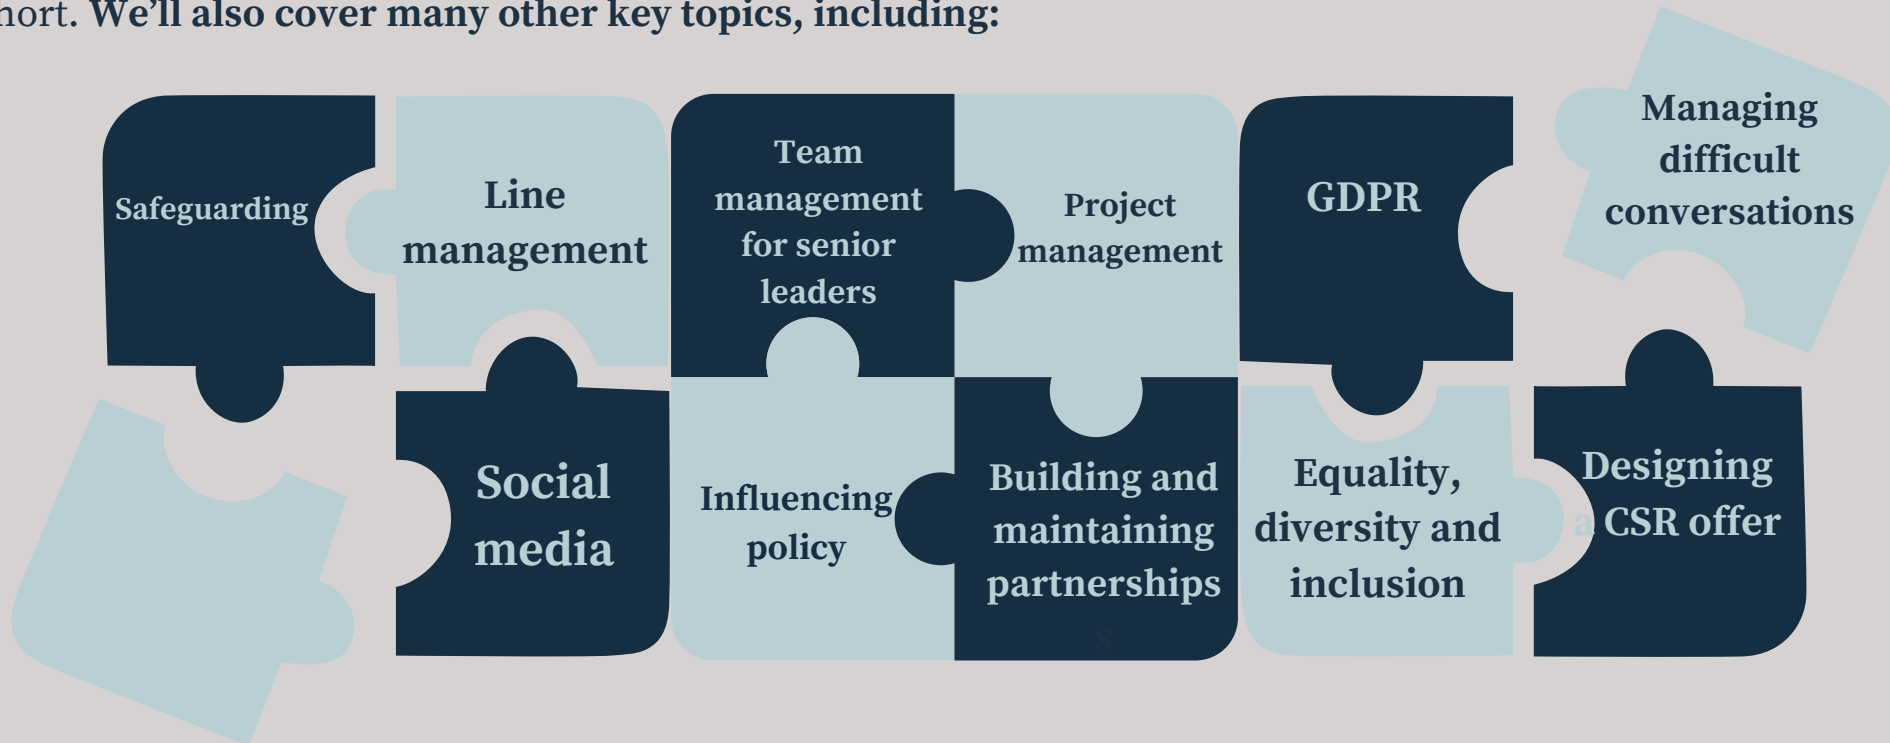 hort. We'll also cover many other key topics, including:
Safeguarding
Line
management
Team
management
for senior
leaders
Project
management
GDPR
Managing
difficult
conversations
Social
media
Influencing
policy
Building and
maintaining
partnerships
s
Equality,
diversity and
inclusion
Designing
a CSR offer